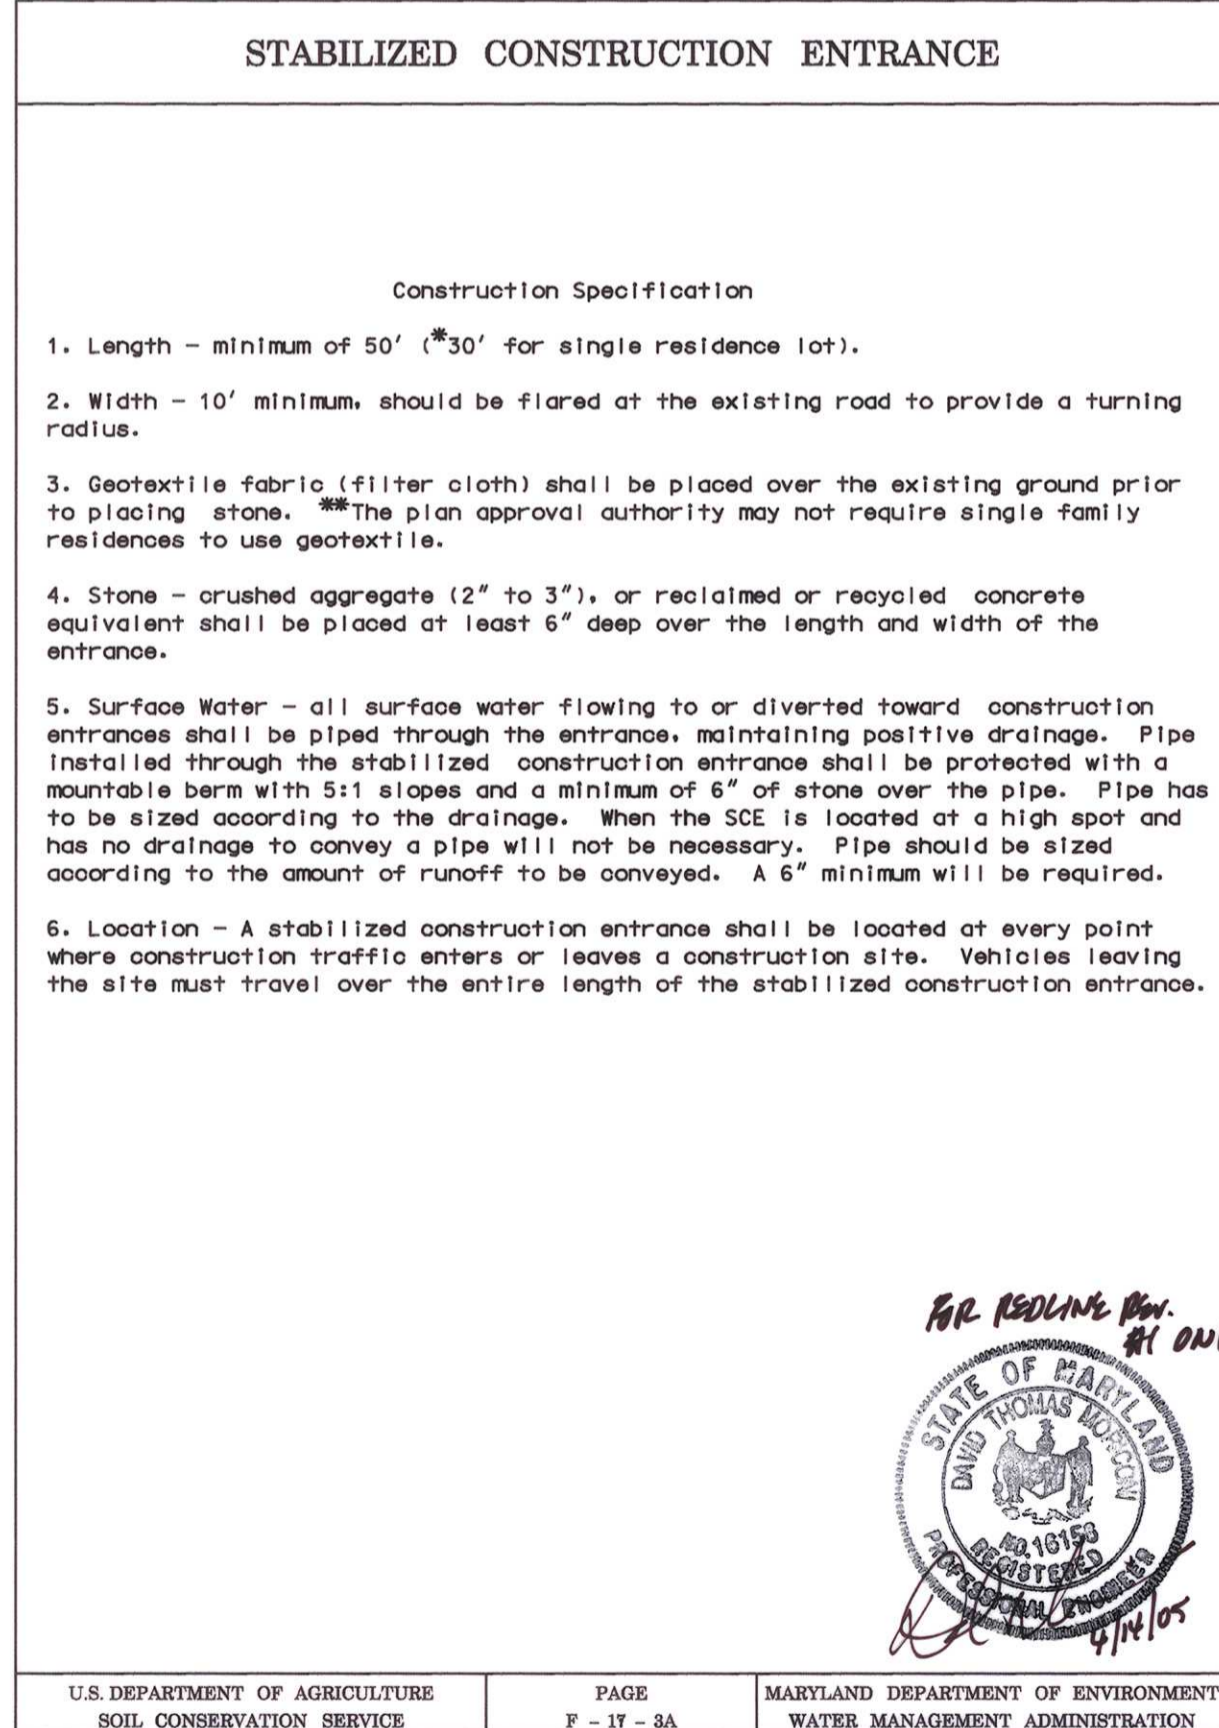 STABILIZED CONSTRUCTION ENTRANCE
Construction Specification
1. Length - minimum of 50' (*30' for single residence lot).
2. Width - 10' minimum, should be flared at the existing road to provide a turning
radius.
3. Geotextile fabric (filter cloth) shall be placed over the existing ground prior
to placing stone. **The plan approval authority may not require single family
residences to use geotextile.
4. Stone - crushed aggregate (2" to 3"), or reclaimed or recycled concrete
equivalent shall be placed at least 6" deep over the length and width of the
entrance.
5. Surface Water - all surface water flowing to or diverted toward construction
entrances shall be piped through the entrance, maintaining positive drainage. Pipe
installed through the stabilized construction entrance shall be protected with a
mountable berm with 5:1 slopes and a minimum of 6" of stone over the pipe. Pipe has
to be sized according to the drainage. When the SCE is located at a high spot and
has no drainage to convey a pipe will not be necessary. Pipe should be sized
according to the amount of runoff to be conveyed. A 6" minimum will be required.
6. Location - A stabilized construction entrance shall be located at every point
where construction traffic enters or leaves a construction site. Vehicles leaving
the site must travel over the entire length of the stabilized construction entrance.
FOR REDLINE REV.
STATE OF MARYLAND
DAVID THOMAS
REGISTERED
PROFESSIONAL ENGINEER
4/14/05
U.S. DEPARTMENT OF AGRICULTURE
SOIL CONSERVATION SERVICE
PAGE
F - 17 - 3A
MARYLAND DEPARTMENT OF ENVIRONMENT
WATER MANAGEMENT ADMINISTRATION